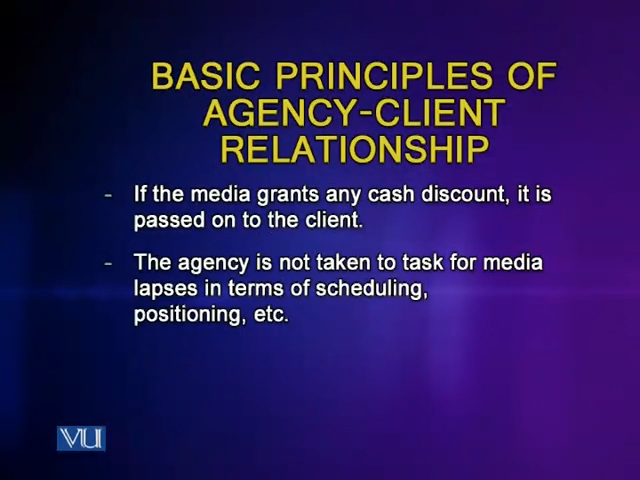 BASIC PRINCIPLES OF
AGENCY-CLIENT
RELATIONSHIP
- If the media grants any cash discount, it is
passed on to the client.
- The agency is not taken to task for media
lapses in terms of scheduling,
positioning, etc.
VU